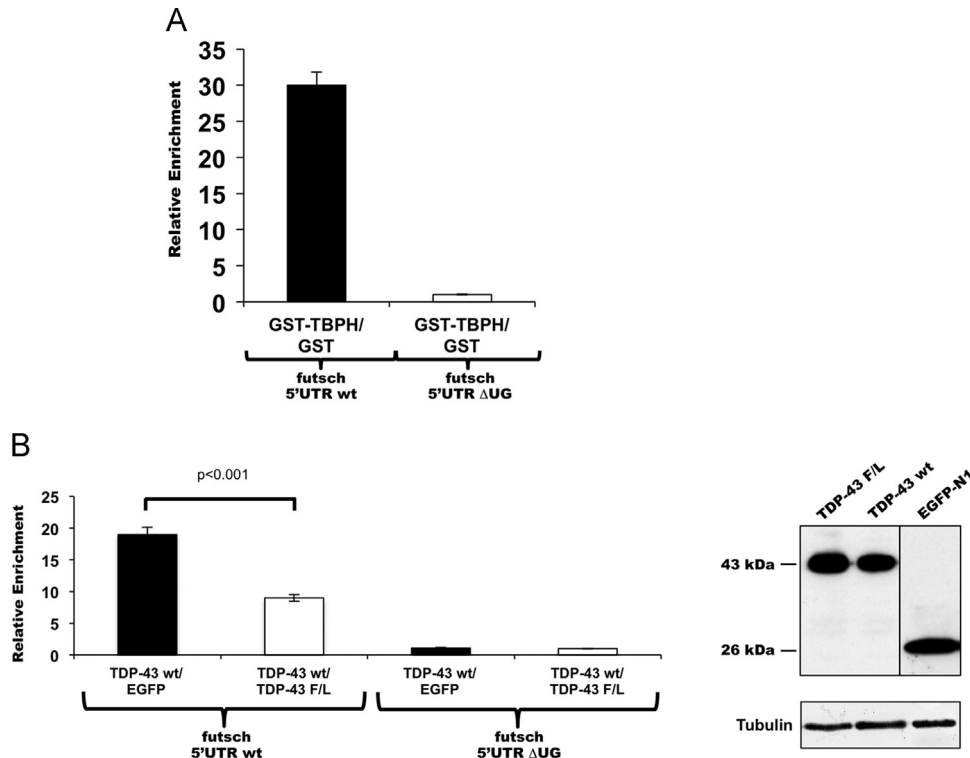 A
Relative Enrichment
35
30
25
20
15
10
5
0
GST-TBPH/
GST
GST-TBPH/
GST
futsch
5'UTR wt
futsch
5'UTR ΔUG
B
p<0.001
Relative Enrichment
25
20
15
10
5
0
TDP-43 wt/
EGFP
TDP-43 wt/
TDP-43 F/L
TDP-43 wt/
EGFP
TDP-43 wt/
TDP-43 F/L
futsch
5'UTR wt
futsch
5'UTR ΔUG
TDP-43 F/L
TDP-43 wt
EGFP-N1
43 kDa
26 kDa
Tubulin